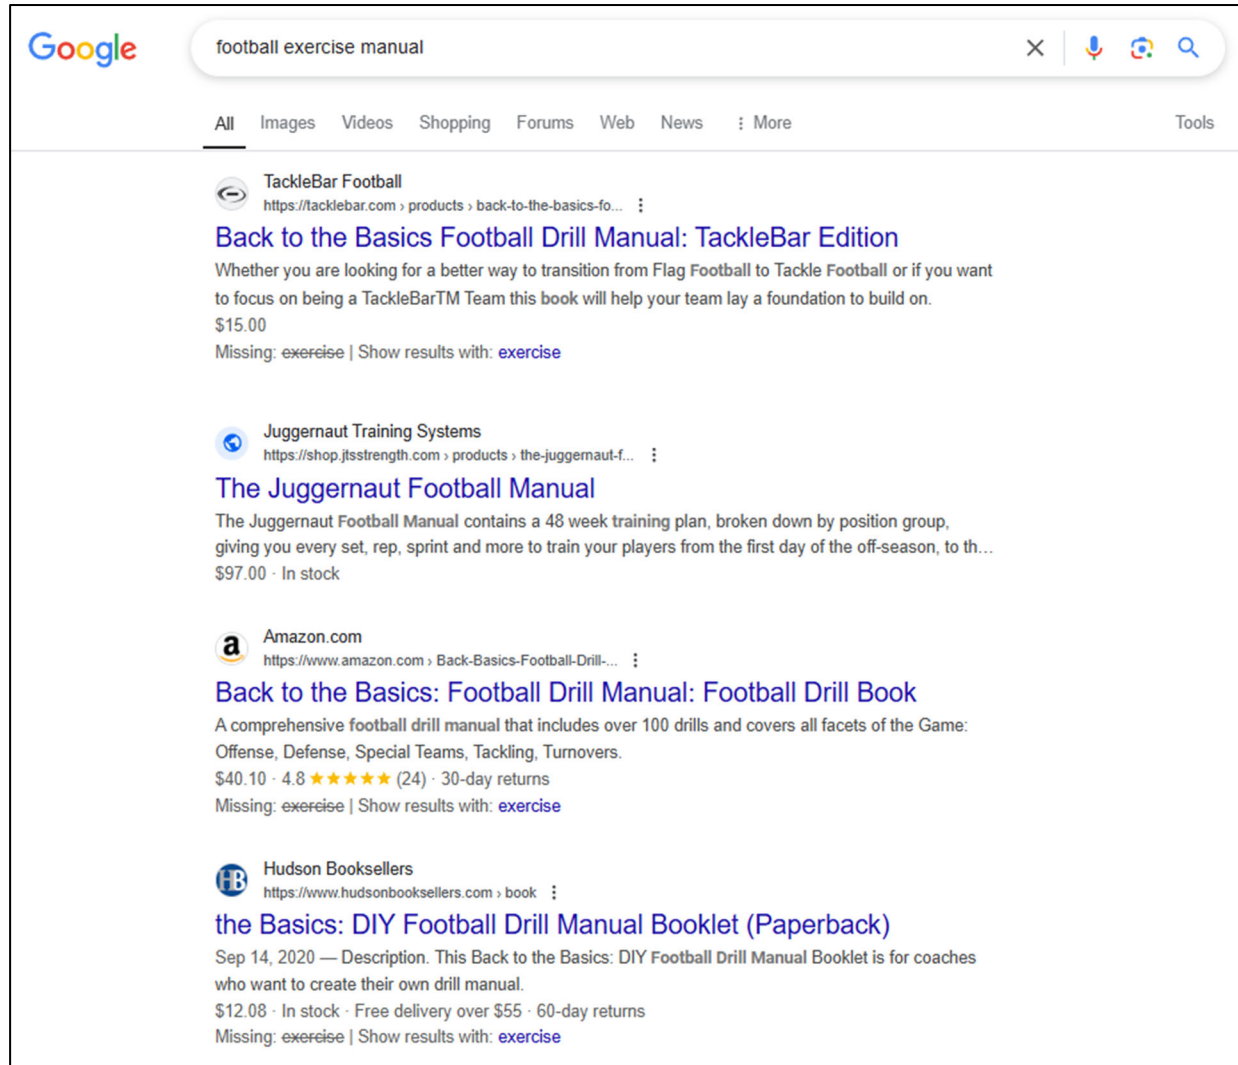 Google
football exercise manual
All Images Videos Shopping Forums Web News More Tools
TackleBar Football
https://tacklebar.com › products › back-to-the-basics-fo...
Back to the Basics Football Drill Manual: TackleBar Edition
Whether you are looking for a better way to transition from Flag Football to Tackle Football or if you want
to focus on being a TackleBarTM Team this book will help your team lay a foundation to build on.
$15.00
Missing: exercise | Show results with: exercise
Juggernaut Training Systems
https://shop.jtsstrength.com › products › the-juggernaut-f...
The Juggernaut Football Manual
The Juggernaut Football Manual contains a 48 week training plan, broken down by position group,
giving you every set, rep, sprint and more to train your players from the first day of the off-season, to th...
$97.00 · In stock
a
Amazon.com
https://www.amazon.com › Back-Basics-Football-Drill-...
Back to the Basics: Football Drill Manual: Football Drill Book
A comprehensive football drill manual that includes over 100 drills and covers all facets of the Game:
Offense, Defense, Special Teams, Tackling, Turnovers.
$40.10 · 4.8 ★★★★★ (24) · 30-day returns
Missing: exercise | Show results with: exercise
HB
Hudson Booksellers
https://www.hudsonbooksellers.com › book
the Basics: DIY Football Drill Manual Booklet (Paperback)
Sep 14, 2020 — Description. This Back to the Basics: DIY Football Drill Manual Booklet is for coaches
who want to create their own drill manual.
$12.08 · In stock · Free delivery over $55 · 60-day returns
Missing: exercise | Show results with: exercise